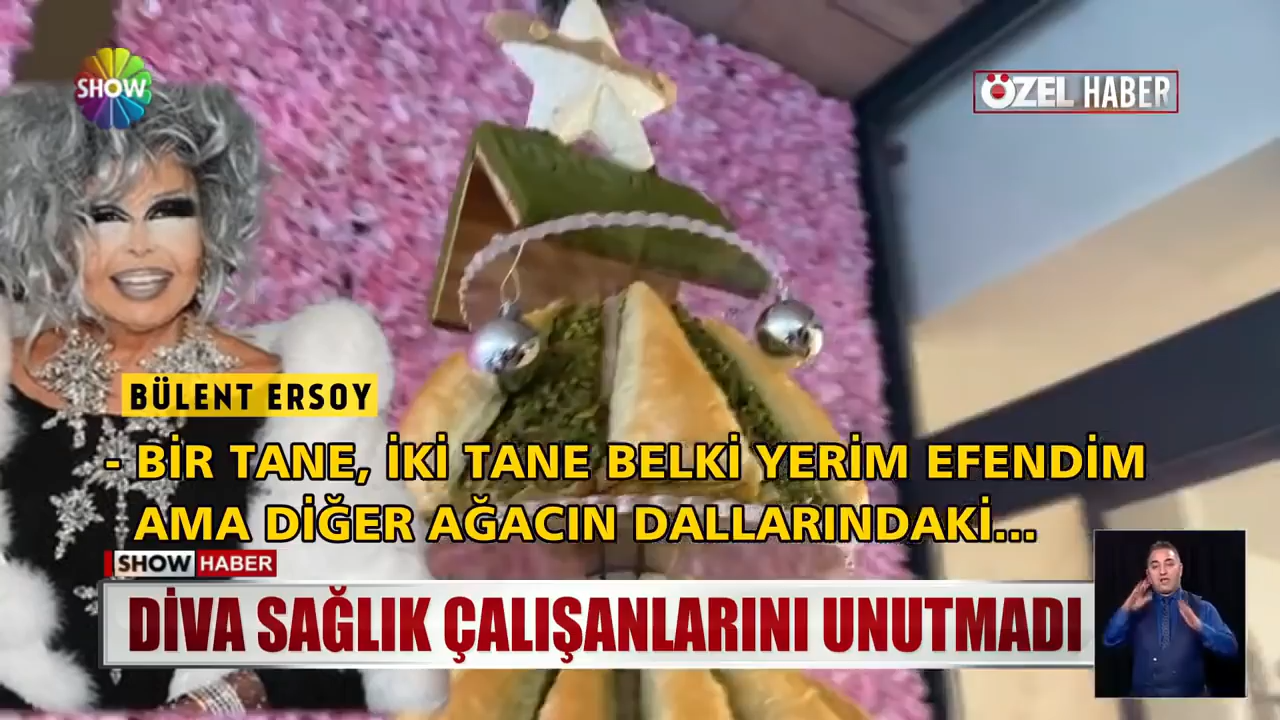 SHOW
ÖZEL HABER
BÜLENT ERSOY
- BİR TANE, İKİ TANE BELKİ YERİM EFENDİM
AMA DİĞER AĞACIN DALLARINDAKİ...
SHOW HABER
DİVA SAĞLIK ÇALIŞANLARINI UNUTMADI